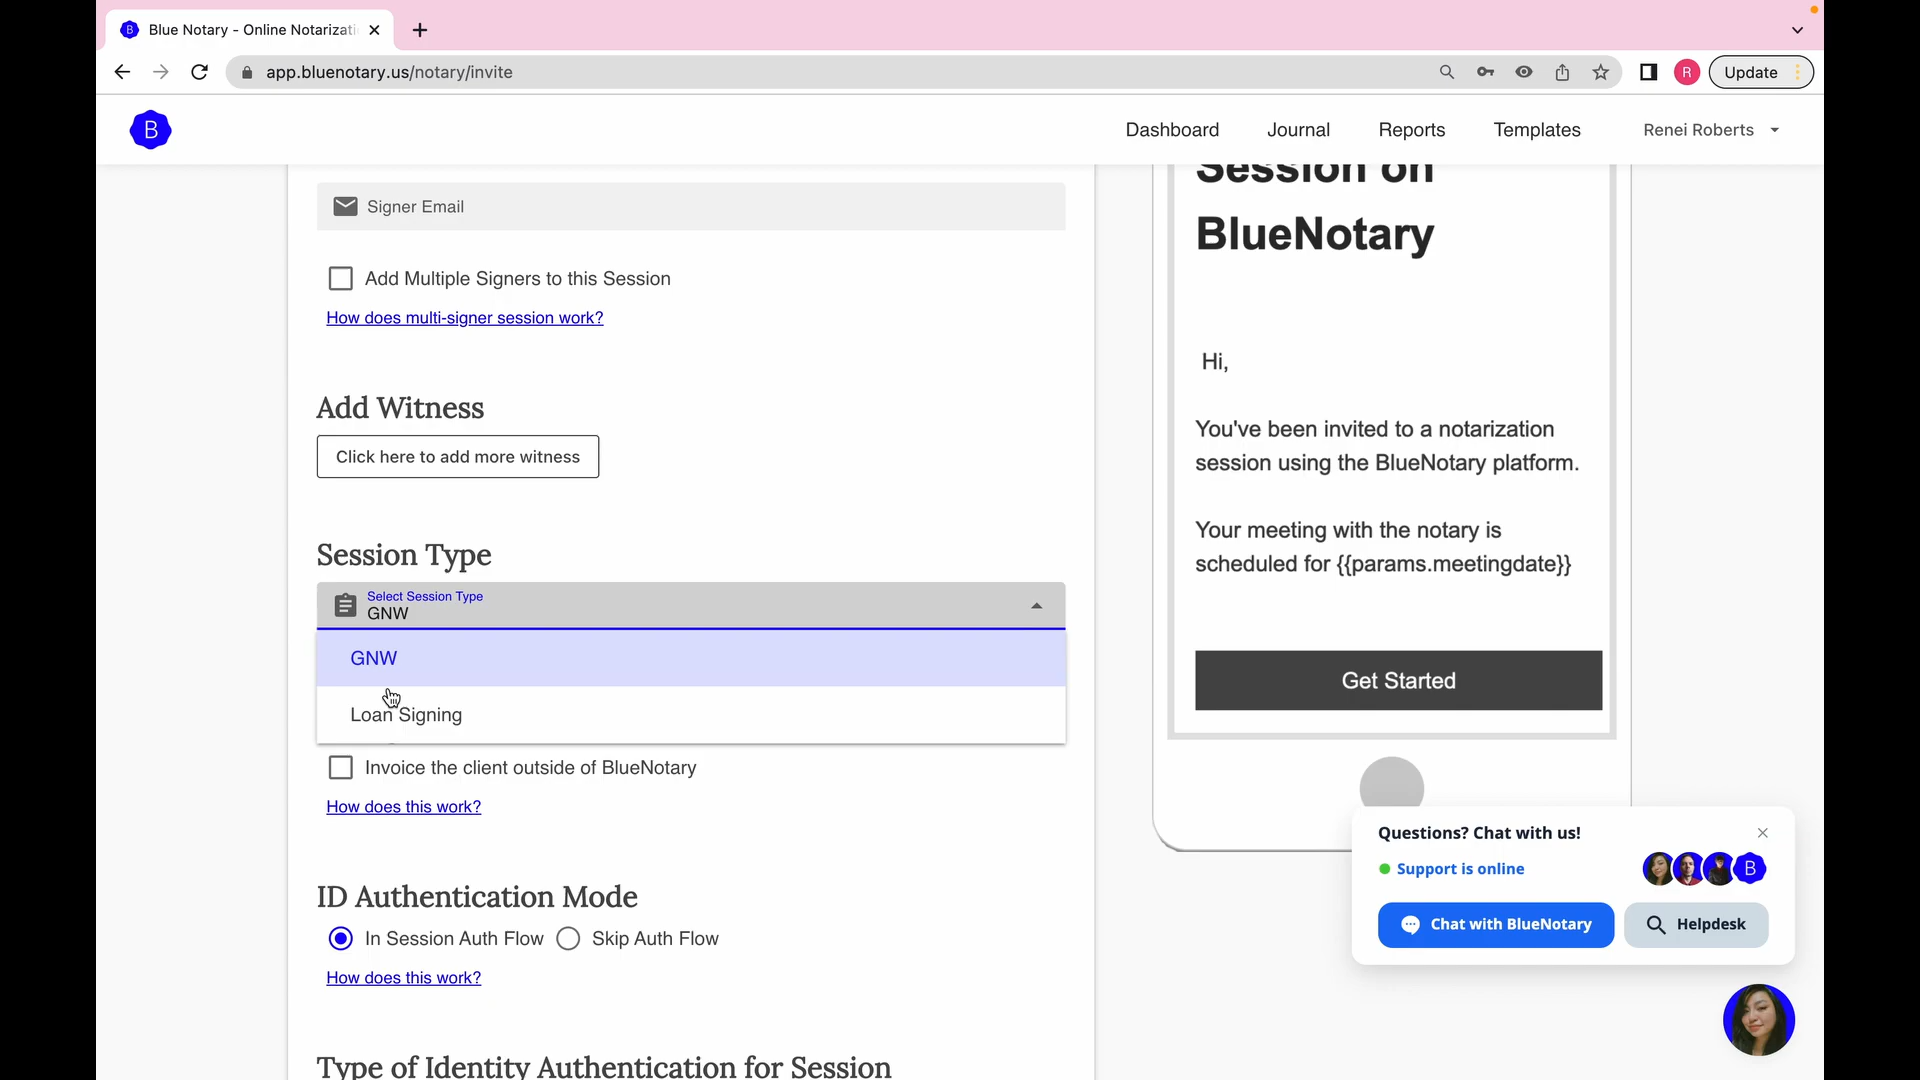 B Blue Notary - Online Notarizati
app.bluenotary.us/notary/invite
R
Update
B
Dashboard
Journal
Reports
Templates
Renei Roberts
Signer Email
Add Multiple Signers to this Session
How does multi-signer session work?
Add Witness
Click here to add more witness
Session Type
Select Session Type
GNW
GNW
Loan Signing
Invoice the client outside of BlueNotary
How does this work?
ID Authentication Mode
In Session Auth Flow
Skip Auth Flow
How does this work?
Type of Identity Authentication for Session
Session on
BlueNotary
Hi,
You've been invited to a notarization
session using the BlueNotary platform.
Your meeting with the notary is
scheduled for {{params.meetingdate}}
Get Started
Questions? Chat with us!
Support is online
B
Chat with BlueNotary
Helpdesk